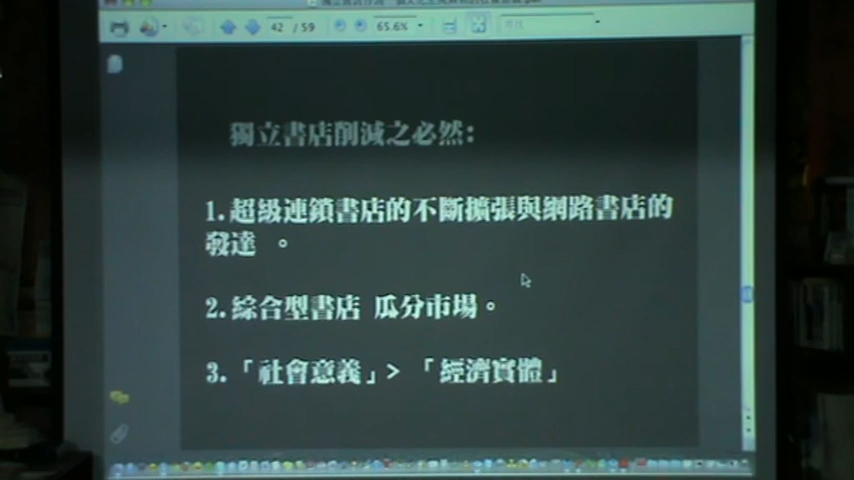 42 / 59
65.6%
尋找
獨立書店削減之必然：
1.超級連鎖書店的不斷擴張與網路書店的
發達 。
2.綜合型書店 瓜分市場。
3.「社會意義」>「經濟實體」